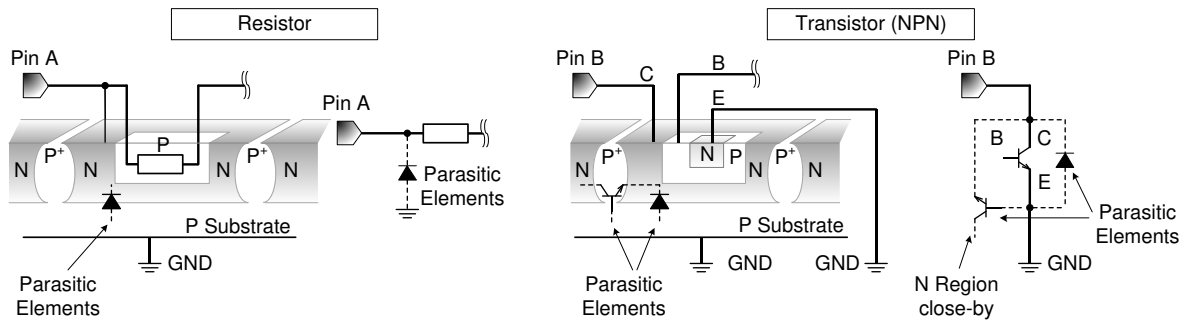 Resistor
Transistor (NPN)
Pin A
Pin A
N
P+
N
P
N
P+
N
Parasitic
Elements
P Substrate
GND
Parasitic
Elements
Pin B
C
B
E
N
P+
N
N
P
N
P+
N
P Substrate
GND
GND
Parasitic
Elements
Pin B
B
C
E
Parasitic
Elements
GND
N Region
close-by